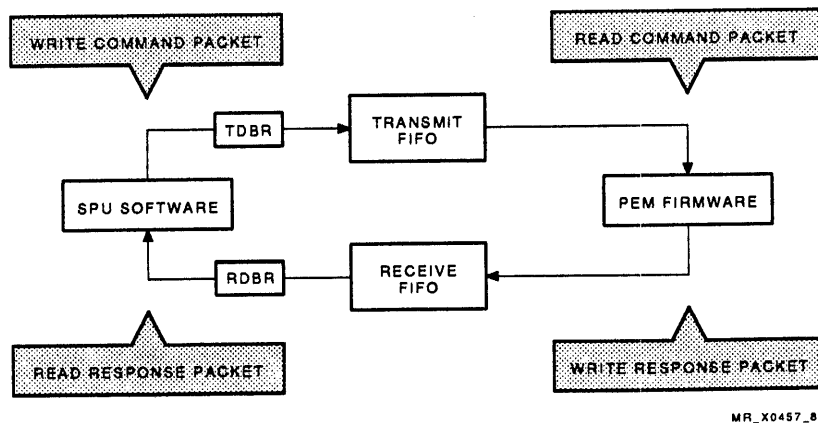 WRITE COMMAND PACKET
READ COMMAND PACKET
TDBR
TRANSMIT
FIFO
SPU SOFTWARE
PEM FIRMWARE
RDBR
RECEIVE
FIFO
READ RESPONSE PACKET
WRITE RESPONSE PACKET
MR_X0457_8